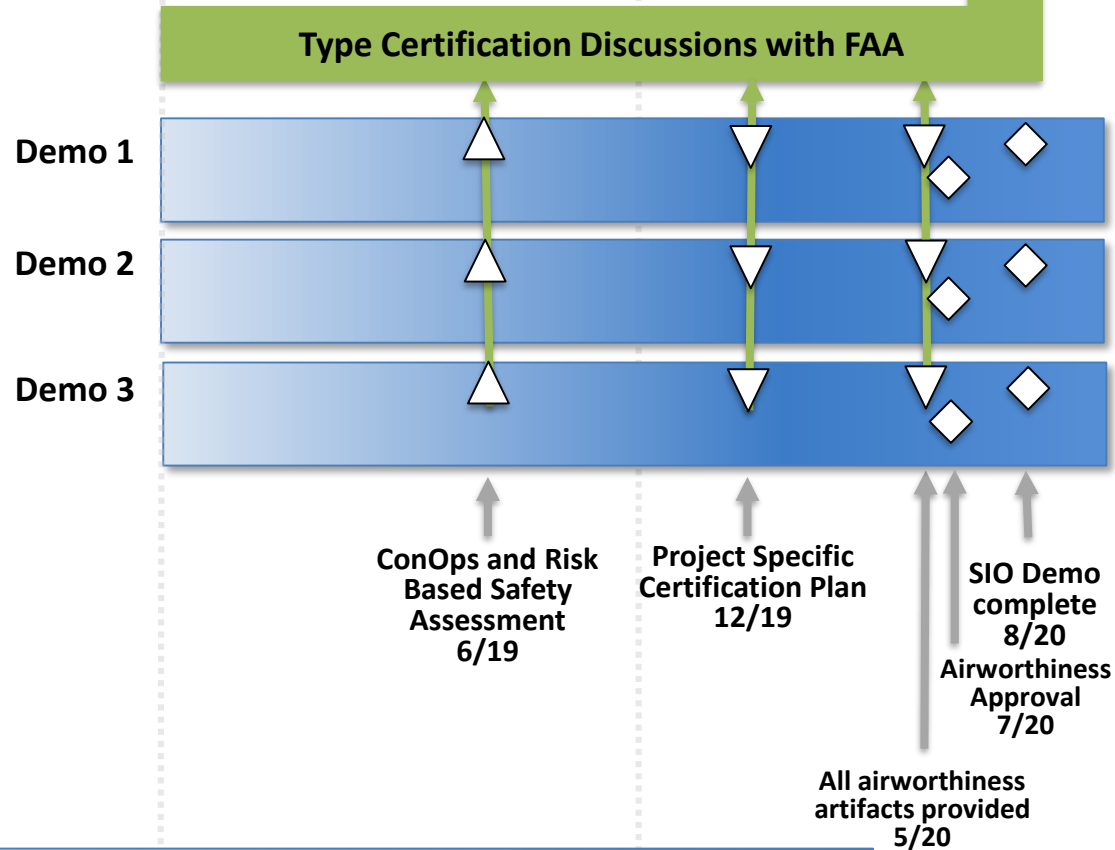 Type Certification Discussions with FAA
Demo 1
Demo 2
Demo 3
ConOps and Risk
Based Safety
Assessment
6/19
Project Specific
Certification Plan
12/19
SIO Demo
complete
8/20
Airworthiness
Approval
7/20
All airworthiness
artifacts provided
5/20